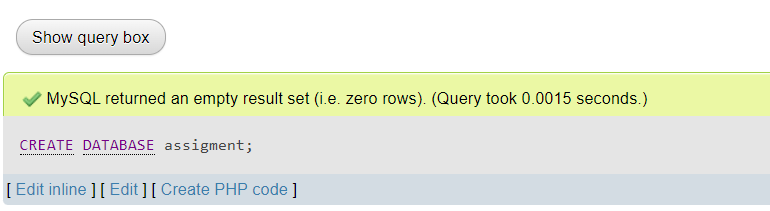 Show query box
MySQL returned an empty result set (i.e. zero rows). (Query took 0.0015 seconds.)
CREATE DATABASE assigment;
[ Edit inline ] [ Edit ] [ Create PHP code ]